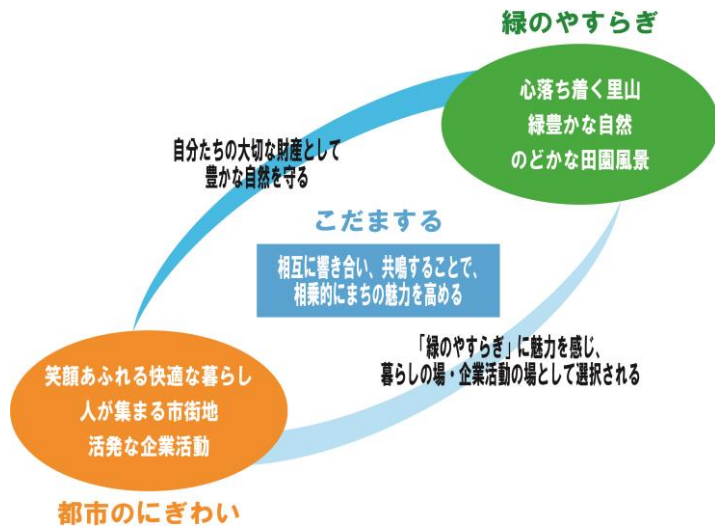 緑のやすらぎ
心落ち着く里山
緑豊かな自然
のどかな田園風景
自分たちの大切な財産として
豊かな自然を守る
こだまする
相互に響き合い、共鳴することで、
相乗的にまちの魅力を高める
「緑のやすらぎ」に魅力を感じ、
暮らしの場・企業活動の場として選択される
笑顔あふれる快適な暮らし
人が集まる市街地
活発な企業活動
都市のにぎわい